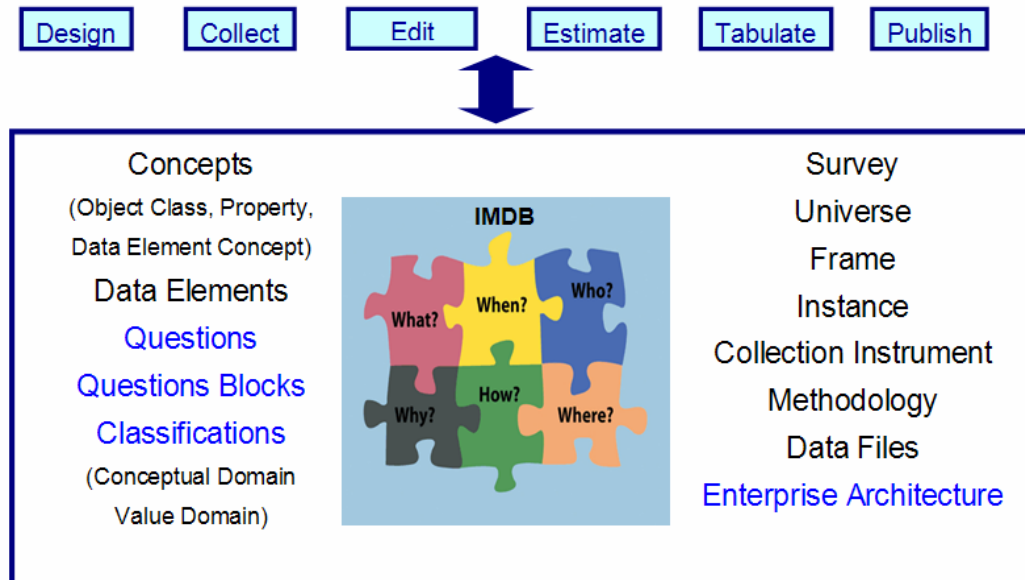 Design
Collect
Edit
Estimate
Tabulate
Publish
Concepts
(Object Class, Property,
Data Element Concept)
Data Elements
Questions
Questions Blocks
Classifications
(Conceptual Domain
Value Domain)
IMDB
What?
When?
Who?
Why?
How?
Where?
Survey
Universe
Frame
Instance
Collection Instrument
Methodology
Data Files
Enterprise Architecture